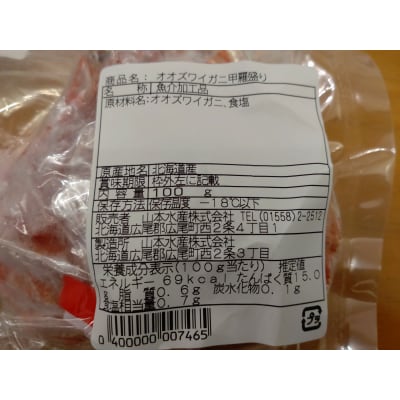 商品名： オオズワイガニ甲羅盛り
名 称 魚介加工品
原材料名：オオズワイガニ、食塩
原産地名 北海道産
賞味期限 枠外左に記載
内 容 量 100 g
保存方法 保存温度 －18℃以下
販売者 山本水産株式会社 TEL(01558)2-2612
北海道広尾郡広尾町西2条4丁目1
製造所 山本水産株式会社
北海道広尾郡広尾町西2条3丁目
栄養成分表示(100g当たり) 推定値
エネルギー 69kcal たんぱく質15.0
脂 質 0.6g 炭水化物0.1g
食塩相当量0.7g
0400000007465
プラ